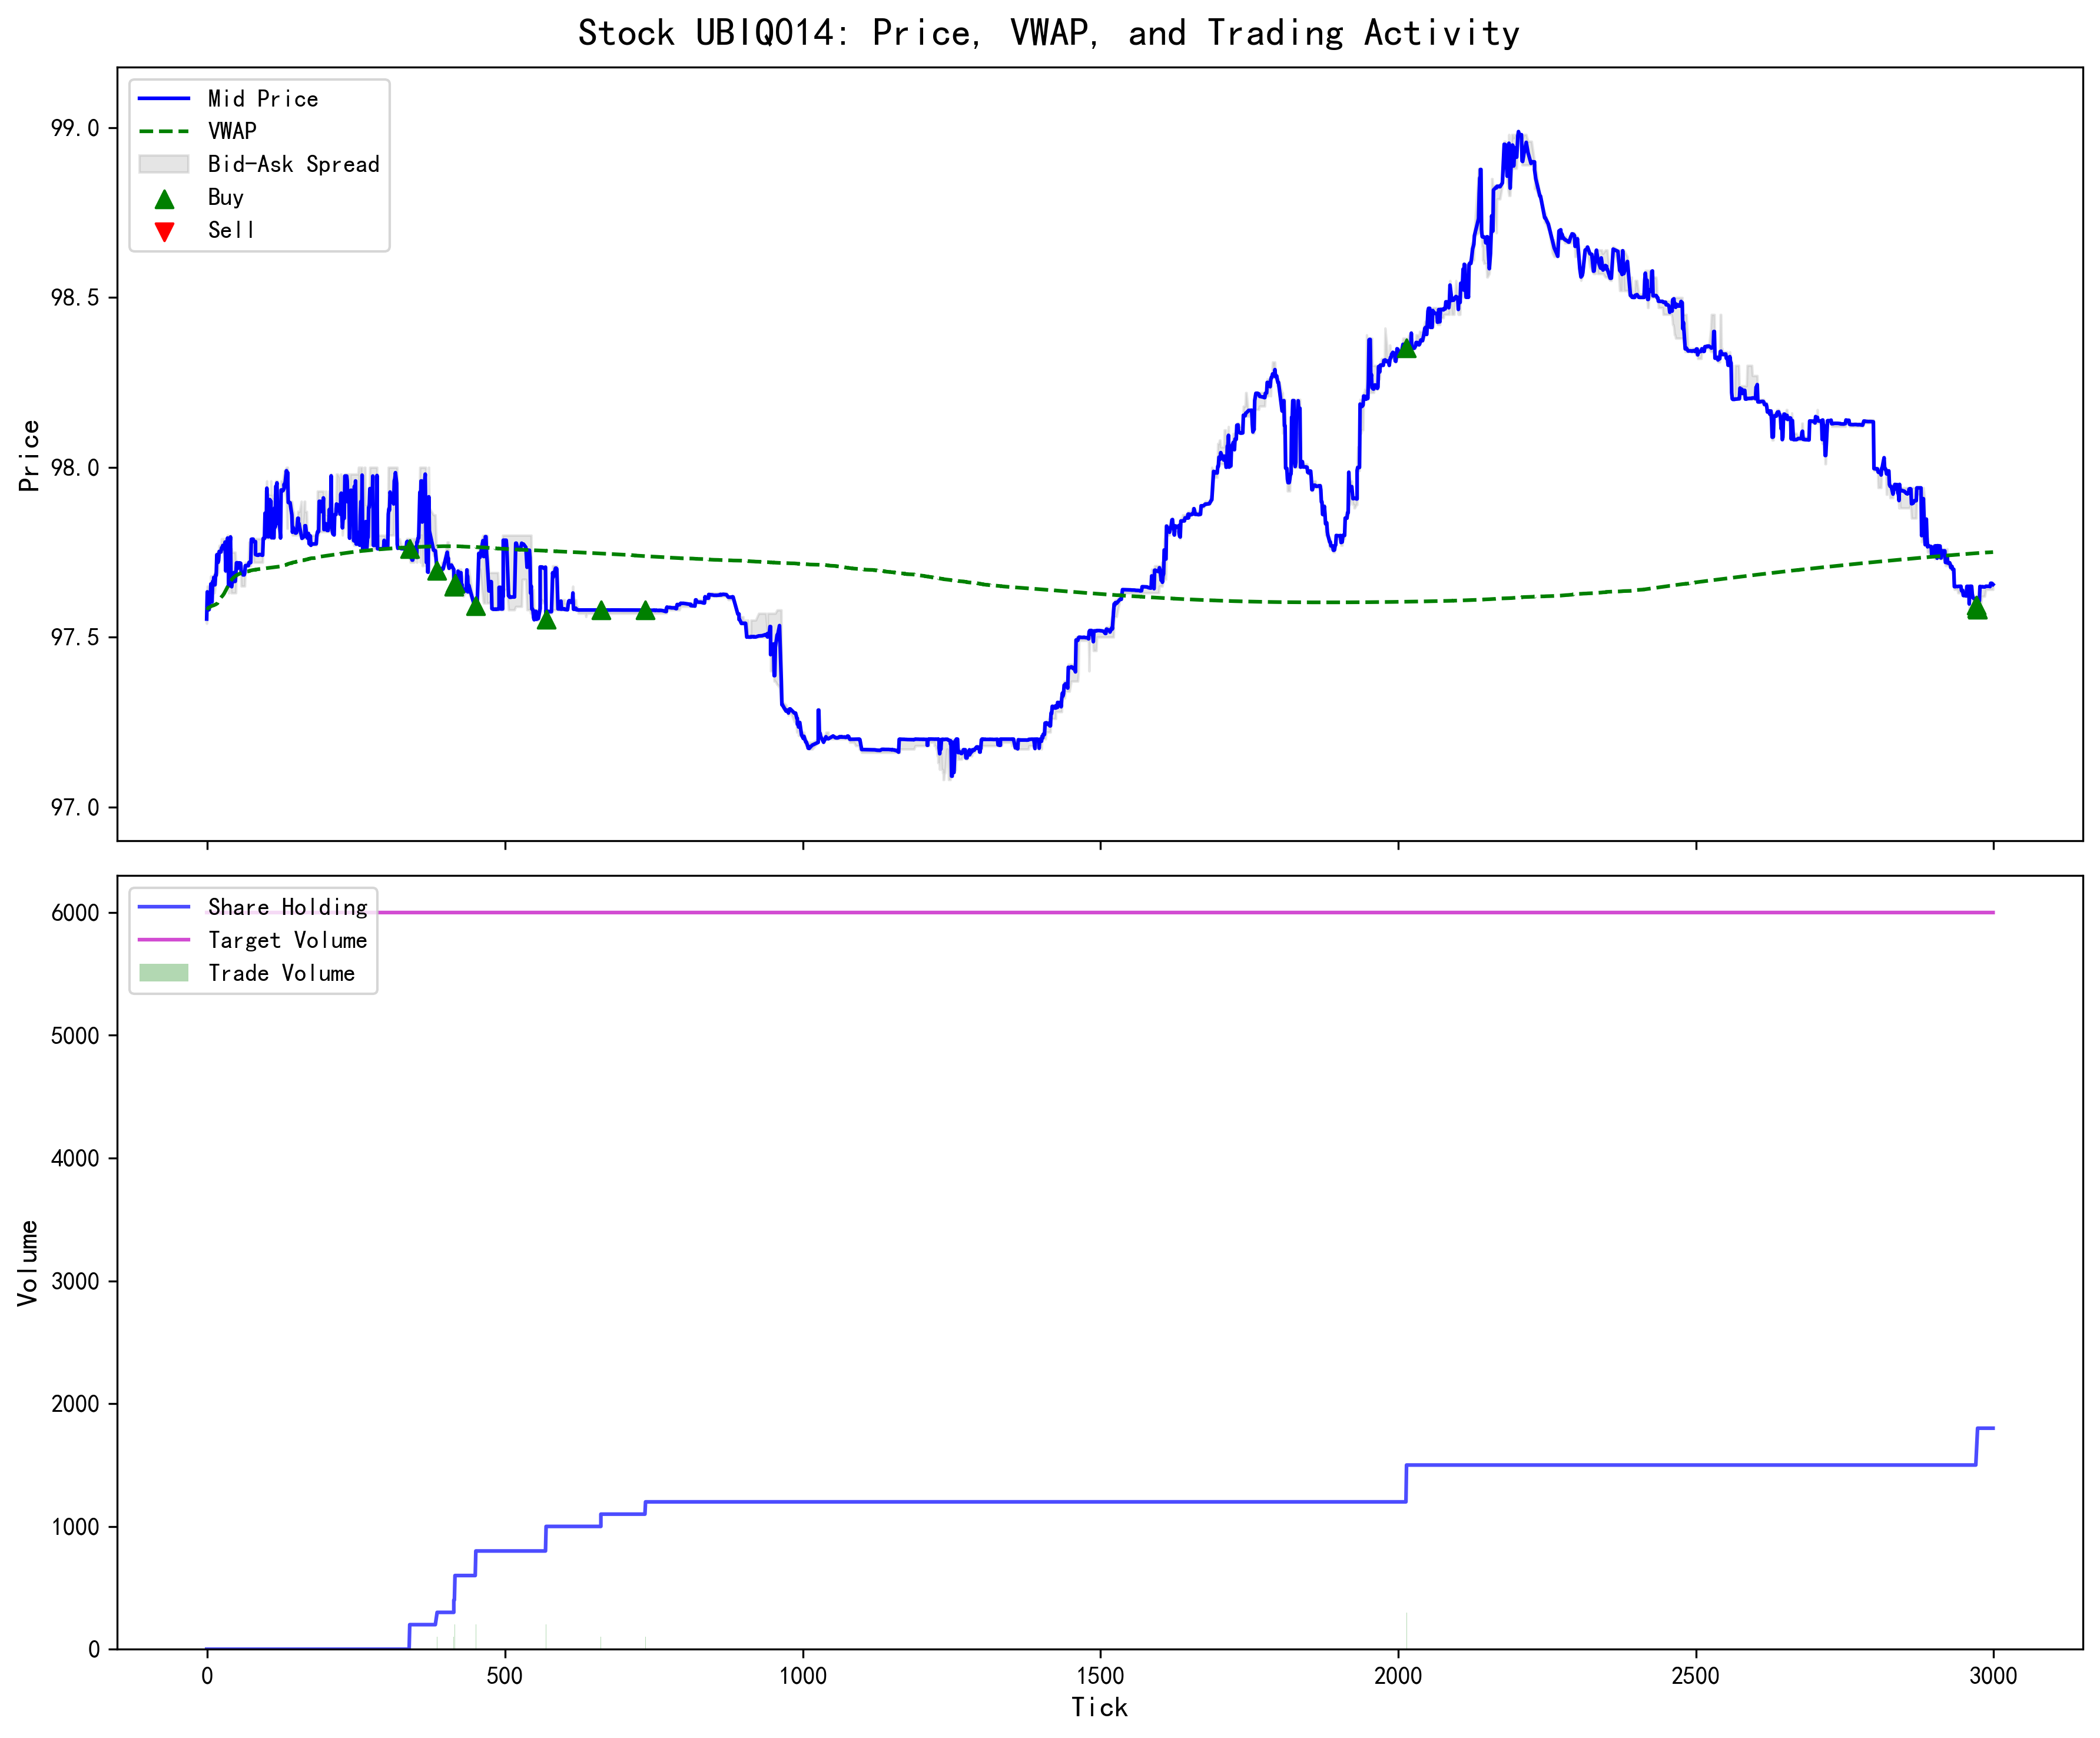 Stock UBIQ014: Price, VWAP, and Trading Activity
Mid Price
VWAP
Bid-Ask Spread
Buy
Sell
Price
99.0
98.5
98.0
97.5
97.0
Share Holding
Target Volume
Trade Volume
Volume
6000
5000
4000
3000
2000
1000
0
0 500 1000 1500 2000 2500 3000
Tick